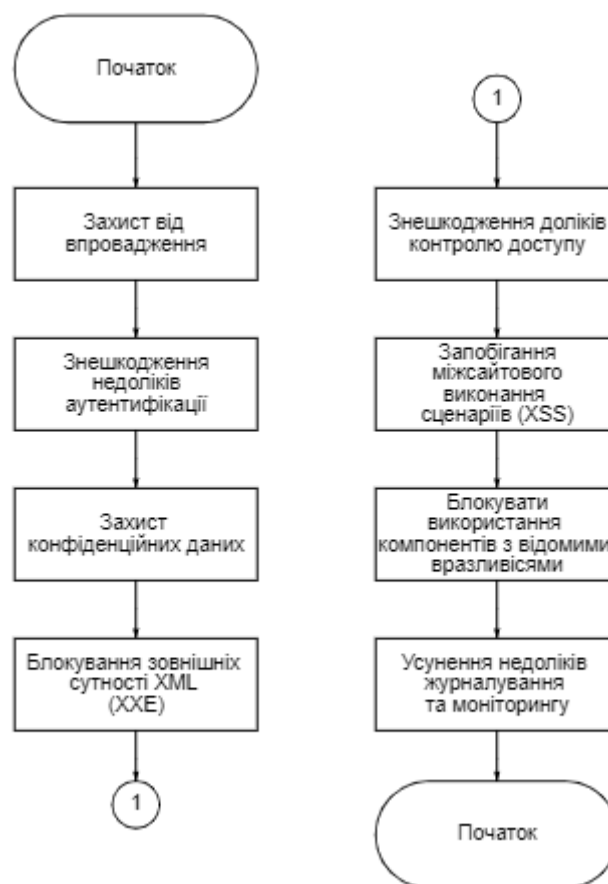 Початок
Захист від
впровадження
Знешкодження
недоліків
аутентифікації
Захист
конфіденційних даних
Блокування зовнішніх
сутності XML
(XXE)
1
1
Знешкодження доліків
контролю доступу
Запобігання
міжсайтового
виконання
сценаріїв (XSS)
Блокувати
використання
компонентів з відомими
вразливісями
Усунення недоліків
журналування
та моніторингу
Початок